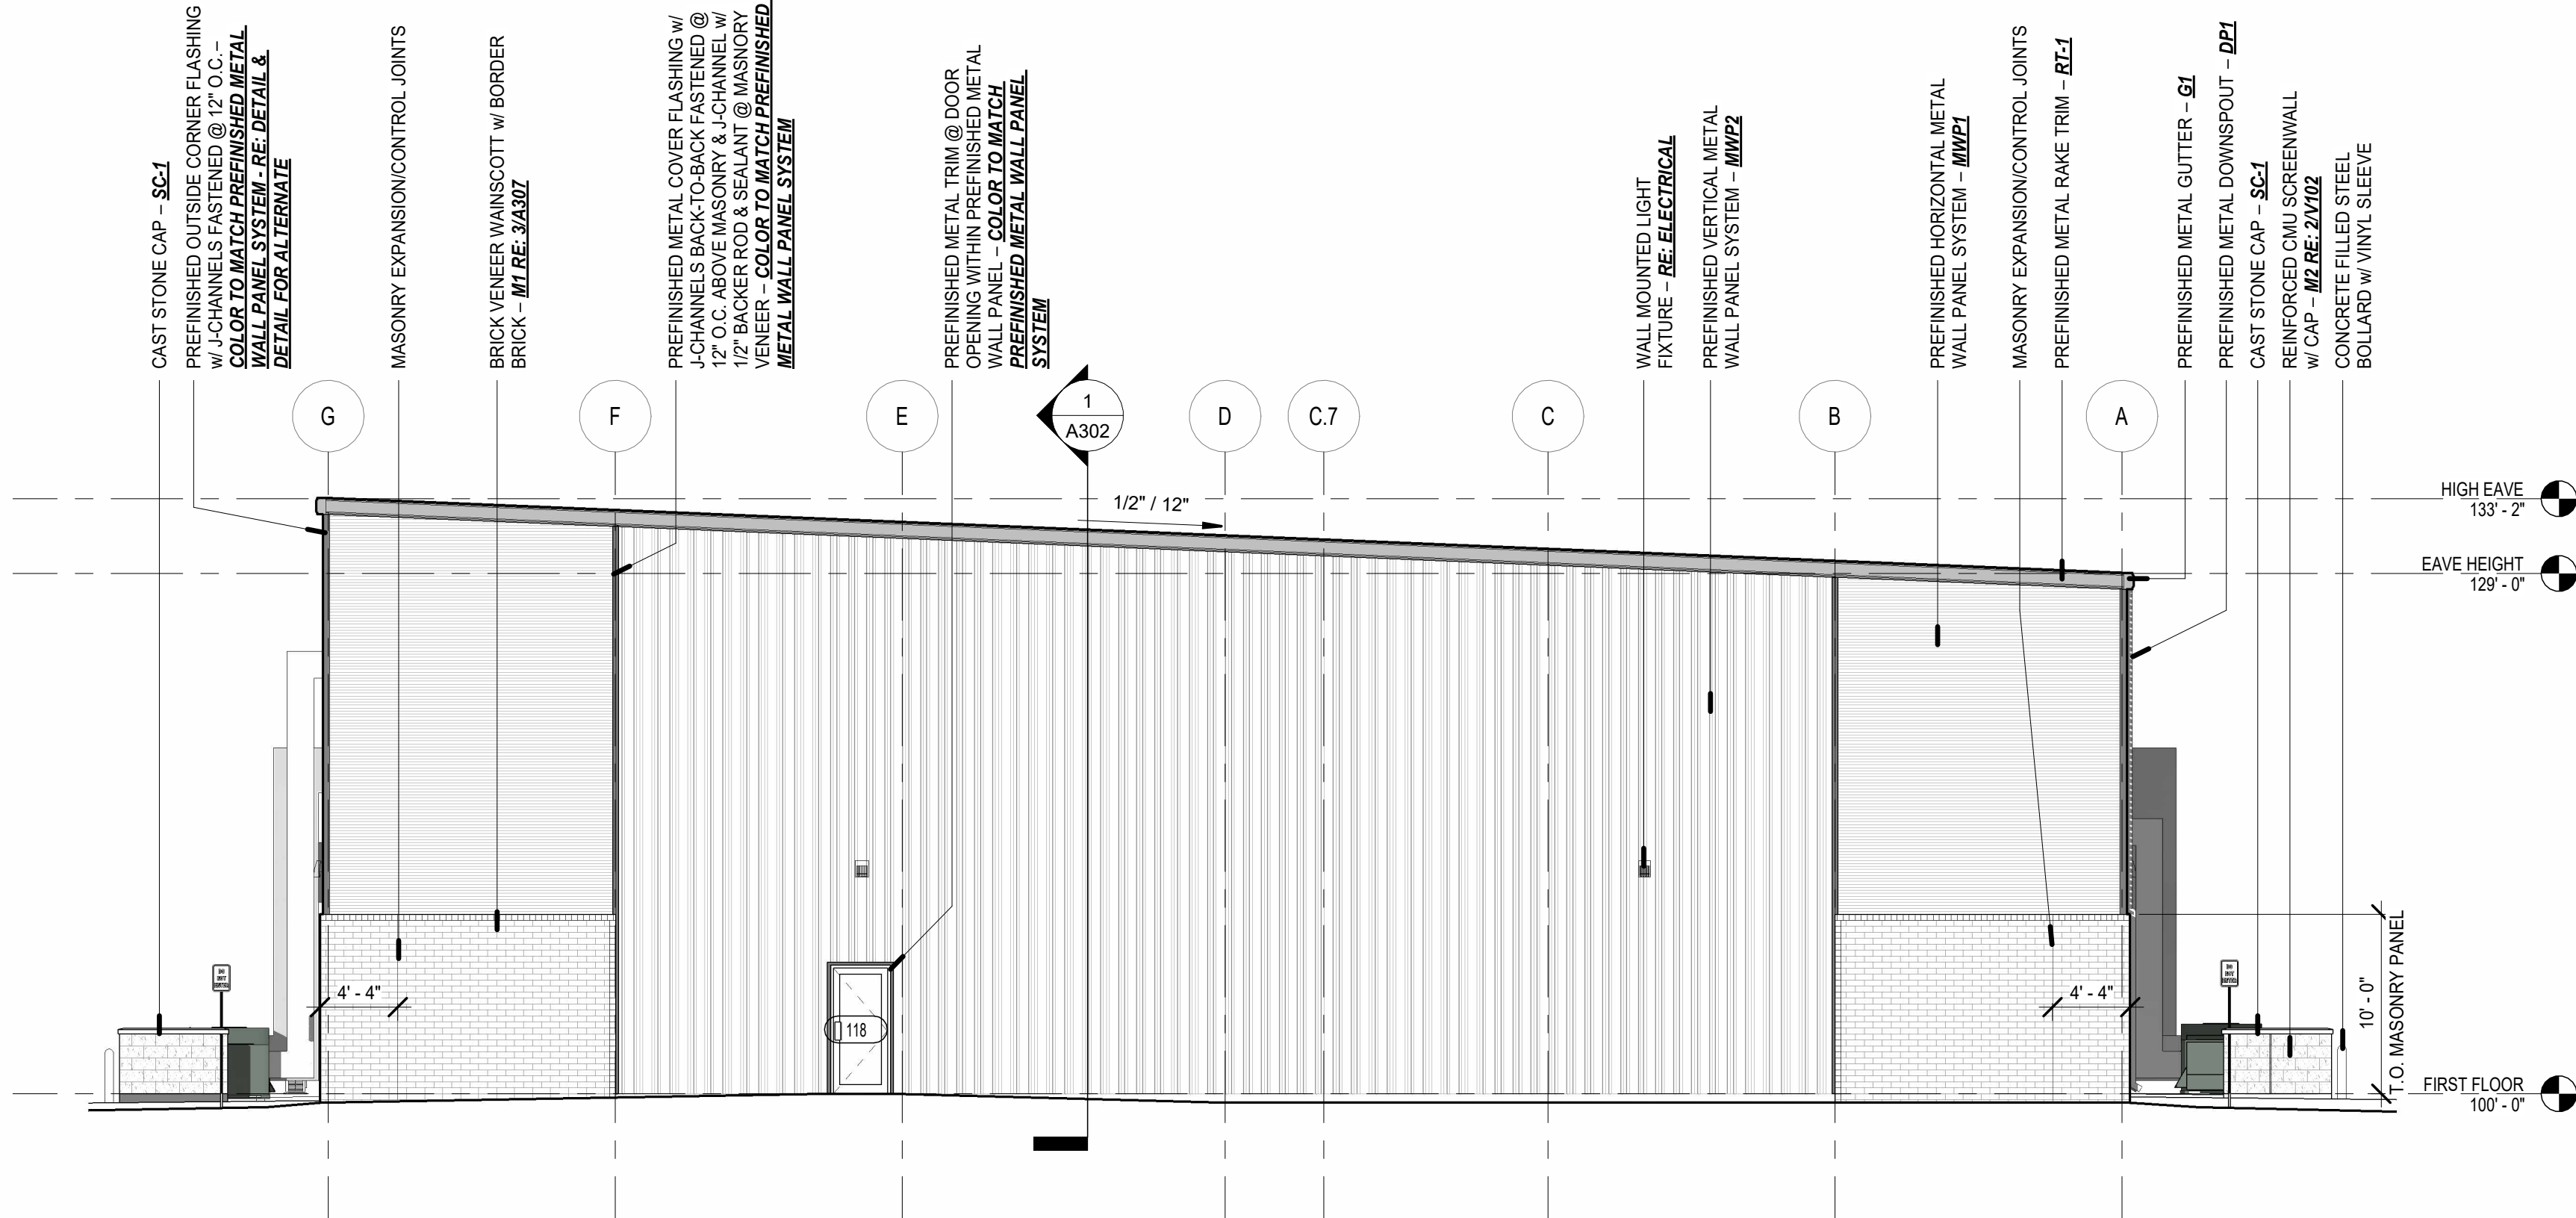 CAST STONE CAP – SC-1
PREFINISHED OUTSIDE CORNER FLASHING
w/ J-CHANNELS FASTENED @ 12" O.C.–
COLOR TO MATCH PREFINISHED METAL
WALL PANEL SYSTEM - RE: DETAIL &
DETAIL FOR ALTERNATE
MASONRY EXPANSION/CONTROL JOINTS
BRICK VENEER WAINSCOTT w/ BORDER
BRICK – M1 RE: 3/A307
PREFINISHED METAL COVER FLASHING w/
J-CHANNELS BACK-TO-BACK FASTENED @
12" O.C. ABOVE MASONRY & J-CHANNEL w/
1/2" BACKER ROD & SEALANT @ MASNORY
VENEER – COLOR TO MATCH PREFINISHED
METAL WALL PANEL SYSTEM
PREFINISHED METAL TRIM @ DOOR
OPENING WITHIN PREFINISHED METAL
WALL PANEL – COLOR TO MATCH
PREFINISHED METAL WALL PANEL
SYSTEM
WALL MOUNTED LIGHT
FIXTURE – RE: ELECTRICAL
PREFINISHED VERTICAL METAL
WALL PANEL SYSTEM – MWP2
PREFINISHED HORIZONTAL METAL
WALL PANEL SYSTEM – MWP1
MASONRY EXPANSION/CONTROL JOINTS
PREFINISHED METAL RAKE TRIM – RT-1
PREFINISHED METAL GUTTER – G1
PREFINISHED METAL DOWNSPOUT – DP1
CAST STONE CAP – SC-1
REINFORCED CMU SCREENWALL
w/ CAP – M2 RE: 2/V102
CONCRETE FILLED STEEL
BOLLARD w/ VINYL SLEEVE
G
F
E
1
A302
D
C.7
C
B
A
HIGH EAVE
133' - 2"
1/2" / 12"
EAVE HEIGHT
129' - 0"
4' - 4"
118
4' - 4"
10' - 0"
T.O. MASONRY PANEL
DO
NOT
DO
NOT
FIRST FLOOR
100' - 0"